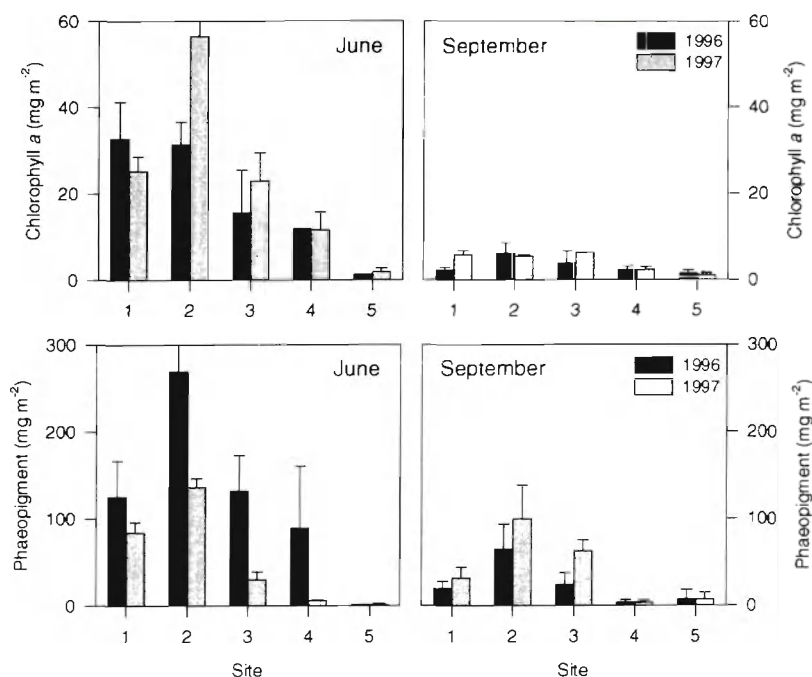 60
40
20
0
Chlorophyll a (mg m-2)
June
1 2 3 4 5
September
1996
1997
60
40
20
0
Chlorophyll a (mg m-2)
1 2 3 4 5
300
200
100
0
Phaeopigment (mg m-2)
June
1 2 3 4 5
Site
September
1996
1997
300
200
100
0
Phaeopigment (mg m-2)
1 2 3 4 5
Site